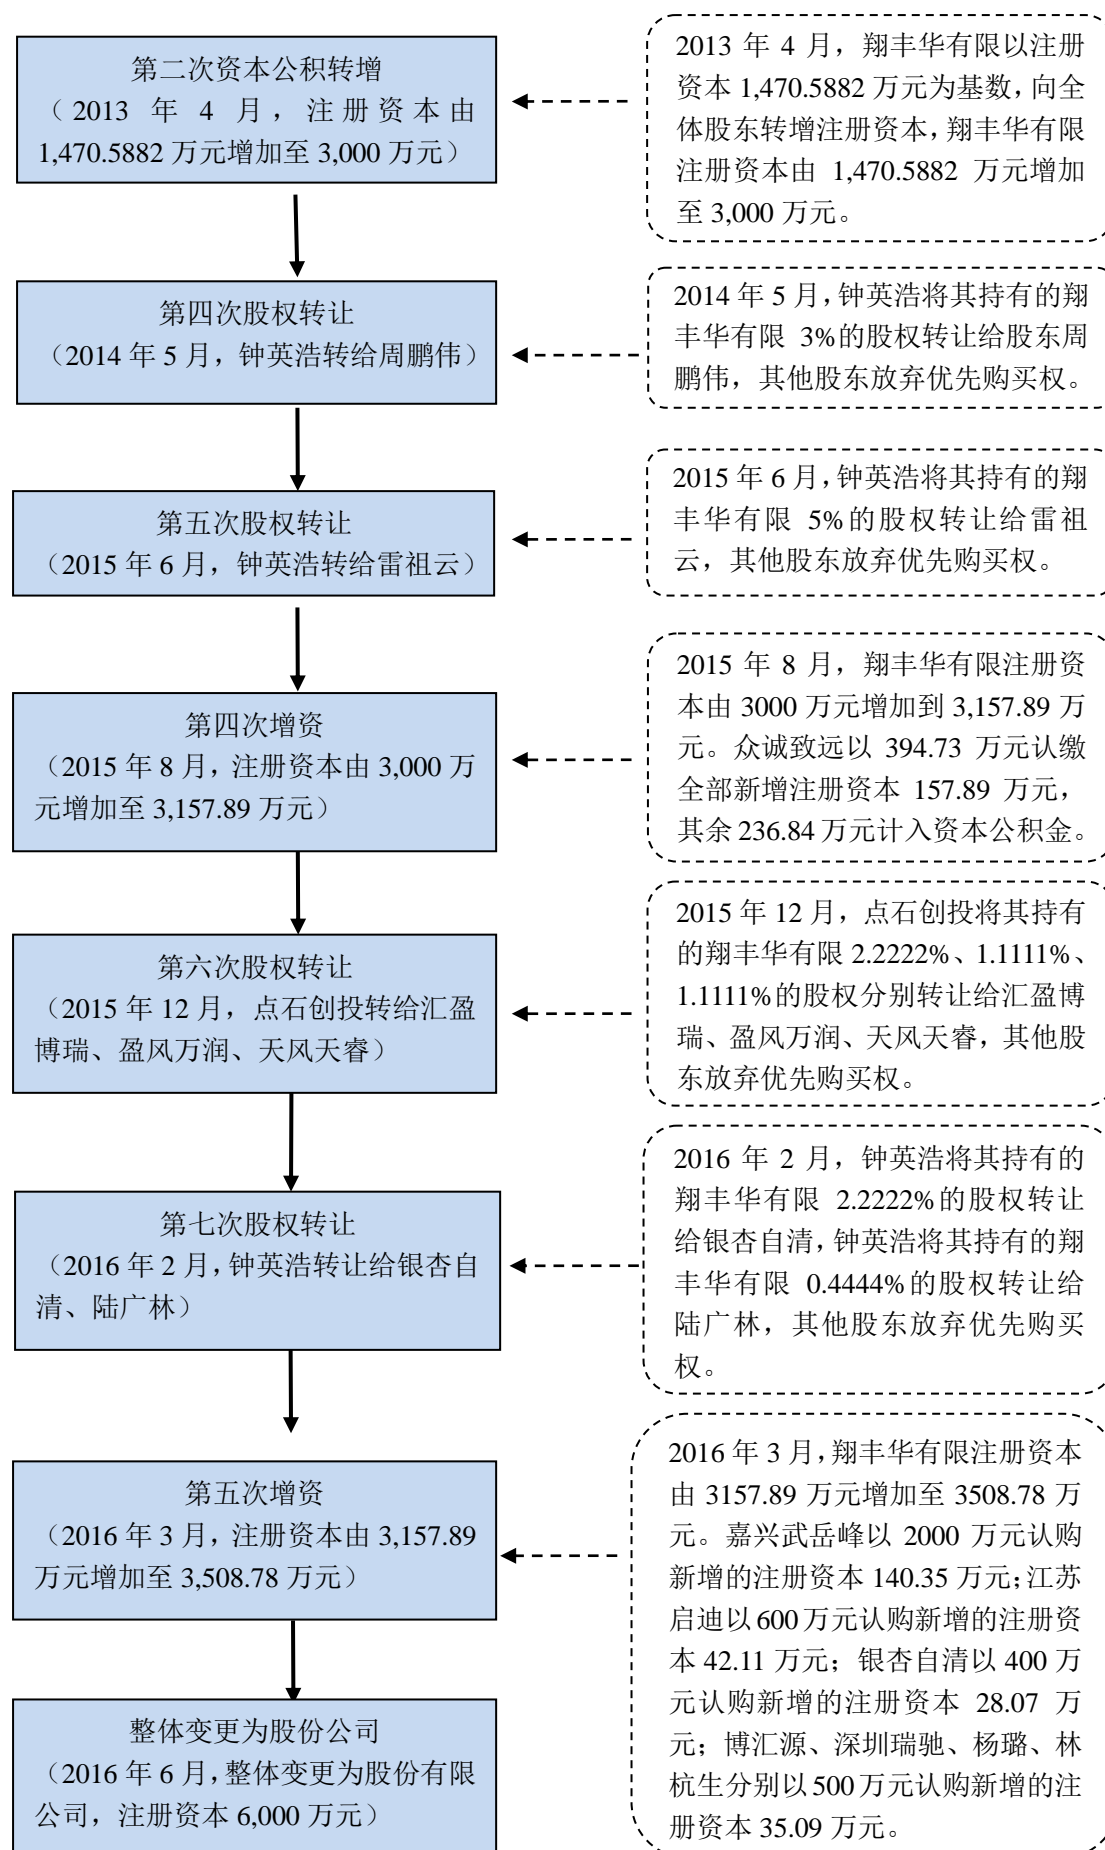 第二次资本公积转增
（2013 年 4 月，注册资本由
1,470.5882 万元增加至 3,000 万元）
2013 年 4 月，翔丰华有限以注册
资本 1,470.5882 万元为基数，向全
体股东转增注册资本，翔丰华有限
注册资本由 1,470.5882 万元增加
至 3,000 万元。
第四次股权转让
（2014 年 5 月，钟英浩转给周鹏伟）
2014 年 5 月，钟英浩将其持有的翔
丰华有限 3%的股权转让给股东周
鹏伟，其他股东放弃优先购买权。
第五次股权转让
（2015 年 6 月，钟英浩转给雷祖云）
2015 年 6 月，钟英浩将其持有的翔
丰华有限 5%的股权转让给雷祖
云，其他股东放弃优先购买权。
第四次增资
（2015 年 8 月，注册资本由 3,000 万
元增加至 3,157.89 万元）
2015 年 8 月，翔丰华有限注册资
本由 3000 万元增加到 3,157.89 万
元。众诚致远以 394.73 万元认缴
全部新增注册资本 157.89 万元，
其余 236.84 万元计入资本公积金。
第六次股权转让
（2015 年 12 月，点石创投转给汇盈
博瑞、盈风万润、天风天睿）
2015 年 12 月，点石创投将其持有
的翔丰华有限 2.2222%、1.1111%、
1.1111%的股权分别转让给汇盈博
瑞、盈风万润、天风天睿，其他股
东放弃优先购买权。
第七次股权转让
（2016 年 2 月，钟英浩转让给银杏自
清、陆广林）
2016 年 2 月，钟英浩将其持有的
翔丰华有限 2.2222%的股权转让
给银杏自清，钟英浩将其持有的翔
丰华有限 0.4444%的股权转让给
陆广林，其他股东放弃优先购买
权。
第五次增资
（2016 年 3 月，注册资本由 3,157.89
万元增加至 3,508.78 万元）
2016 年 3 月，翔丰华有限注册资本
由 3157.89 万元增加至 3508.78 万
元。嘉兴武岳峰以 2000 万元认购
新增的注册资本 140.35 万元；江苏
启迪以 600 万元认购新增的注册资
本 42.11 万元；银杏自清以 400 万
元认购新增的注册资本 28.07 万
元；博汇源、深圳瑞驰、杨璐、林
杭生分别以 500 万元认购新增的注
册资本 35.09 万元。
整体变更为股份公司
（2016 年 6 月，整体变更为股份有限
公司，注册资本 6,000 万元）